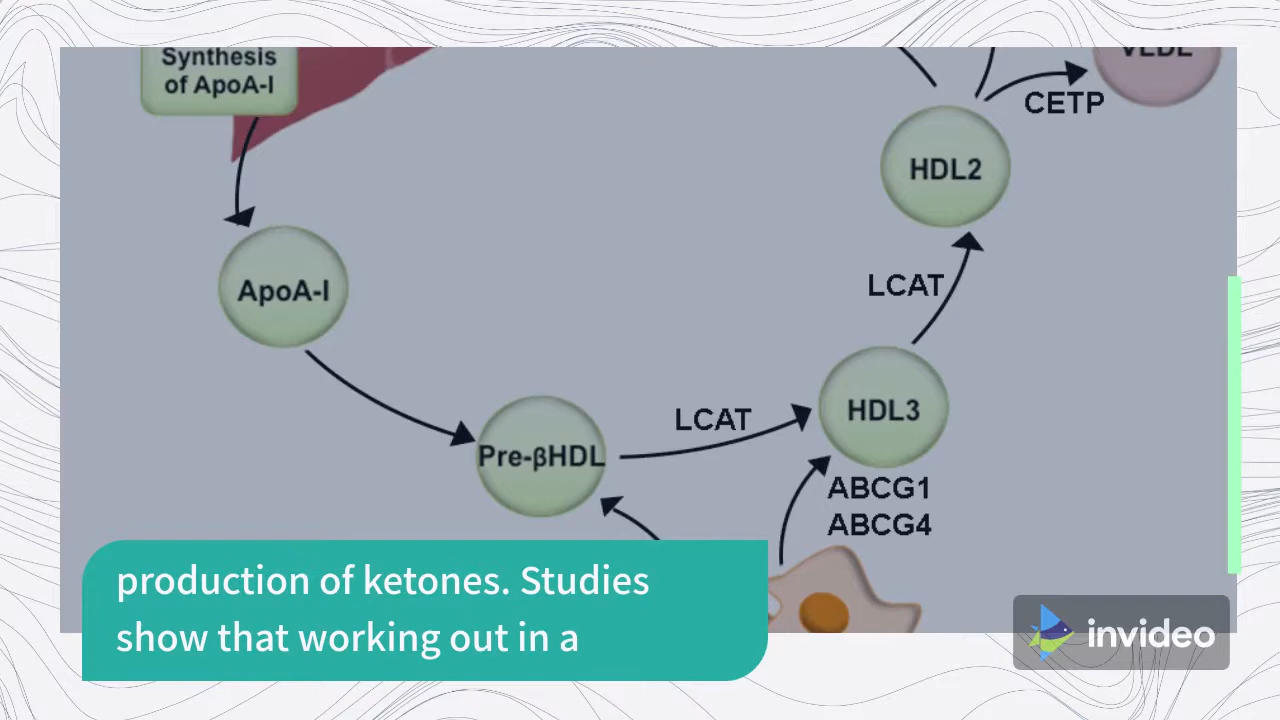 Synthesis
of ApoA-I
CETP
HDL2
LCAT
ApoA-I
HDL3
LCAT
Pre-βHDL
ABCG1
ABCG4
production of ketones. Studies
show that working out in a
invideo